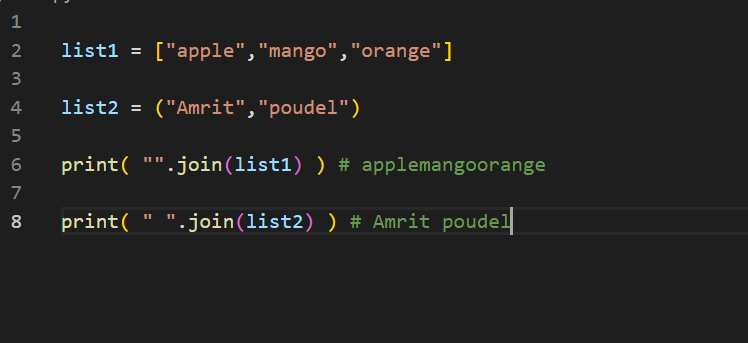 1
2 list1 = ["apple","mango","orange"]
3
4 list2 = ("Amrit","poudel")
5
6 print( "".join(list1) ) # applemangoorange
7
8 print( " ".join(list2) ) # Amrit poudel